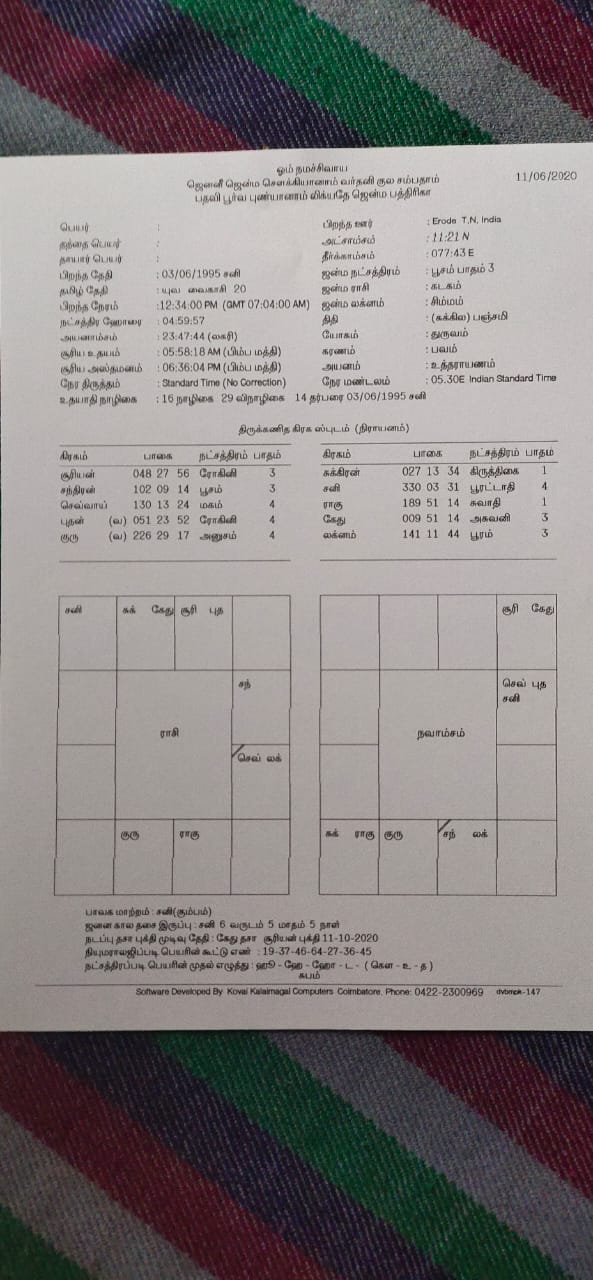 ஓம் நமச்சிவாய
ஜெனனீ ஜென்ம சௌக்கியானாம் வர்தனீ குல சம்பதாம்
பதவி பூர்வ புண்யானாம் லிக்யதே ஜென்ம பத்திரிகா
11/06/2020
பெயர் :
தந்தை பெயர் :
தாயார் பெயர் :
பிறந்த தேதி : 03/06/1995 சனி
தமிழ் தேதி : யுவ வைகாசி 20
பிறந்த நேரம் : 12:34:00 PM (GMT 07:04:00 AM)
நட்சத்திர ஹோரை : 04:59:57
அயனாம்சம் : 23:47:44 (லகரி)
சூரிய உதயம் : 05:58:18 AM (பிம்ப மத்தி)
சூரிய அஸ்தமனம் : 06:36:04 PM (பிம்ப மத்தி)
நேர திருத்தம் : Standard Time (No Correction)
உதயாதி நாழிகை : 16 நாழிகை 29 விநாழிகை 14 தர்பரை 03/06/1995 சனி
பிறந்த ஊர் : Erode T.N, India
அட்சாம்சம் : 11:21 N
தீர்க்காம்சம் : 077:43 E
ஜன்ம நட்சத்திரம் : பூசம் பாதம் 3
ஜன்ம ராசி : கடகம்
ஜன்ம லக்னம் : சிம்மம்
திதி : (சுக்கில) பஞ்சமி
யோகம் : துருவம்
கரணம் : பவம்
அயனம் : உத்தராயணம்
நேர மண்டலம் : 05.30E Indian Standard Time
திருக்கணித கிரக ஸ்புடம் (நிராயனம்)
கிரகம் பாகை நட்சத்திரம் பாதம்
சூரியன் 048 27 56 ரோகினி 3
சந்திரன் 102 09 14 பூசம் 3
செவ்வாய் 130 13 24 மகம் 4
புதன் (வ) 051 23 52 ரோகினி 4
குரு (வ) 226 29 17 அனுசம் 4
கிரகம் பாகை நட்சத்திரம் பாதம்
சுக்கிரன் 027 13 34 கிருத்திகை 1
சனி 330 03 31 பூரட்டாதி 4
ராகு 189 51 14 சுவாதி 1
கேது 009 51 14 அசுவனி 3
லக்னம் 141 11 44 பூரம் 3
சனி சுக் கேது சூரி புத
சந்
ராசி
செவ் லக்
குரு ராகு
சூரி கேது
செவ் புத
சனி
நவாம்சம்
சுக் ராகு குரு சந் லக்
பாவக மாற்றம் : சனி(கும்பம்)
ஜனன கால தசை இருப்பு : சனி 6 வருடம் 5 மாதம் 5 நாள்
நடப்பு தசா புக்தி முடிவு தேதி : கேது தசா சூரியன் புக்தி 11-10-2020
நியுமராலஜிப்படி பெயரின் கூட்டு எண் : 19-37-46-64-27-36-45
நட்சத்திரப்படி பெயரின் முதல் எழுத்து : ஹூ - ஹே - ஹோ - ட - ( கௌ - உ - த )
சுபம்
Software Developed By Kovai Kalaimagal Computers Coimbatore. Phone: 0422-2300969 dvbmck-147